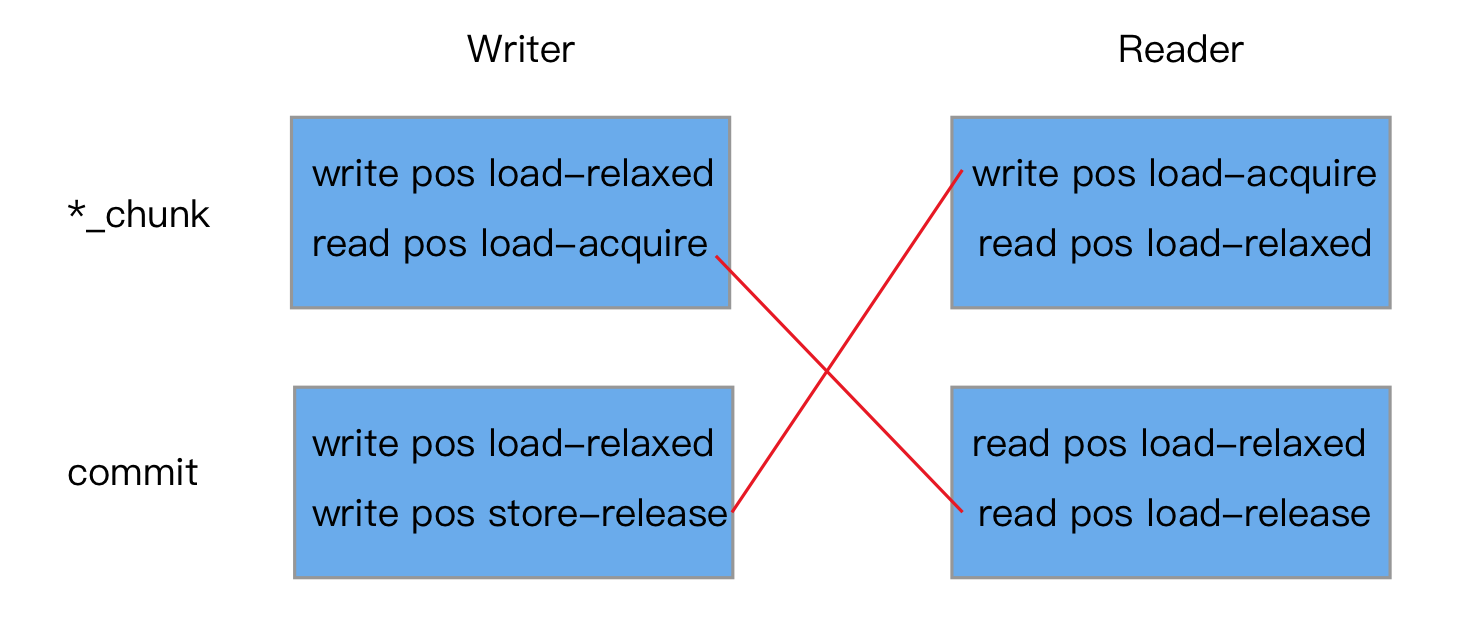 Writer
Reader
*_chunk
write pos load-relaxed
read pos load-acquire
write pos load-acquire
read pos load-relaxed
commit
write pos load-relaxed
write pos store-release
read pos load-relaxed
read pos load-release